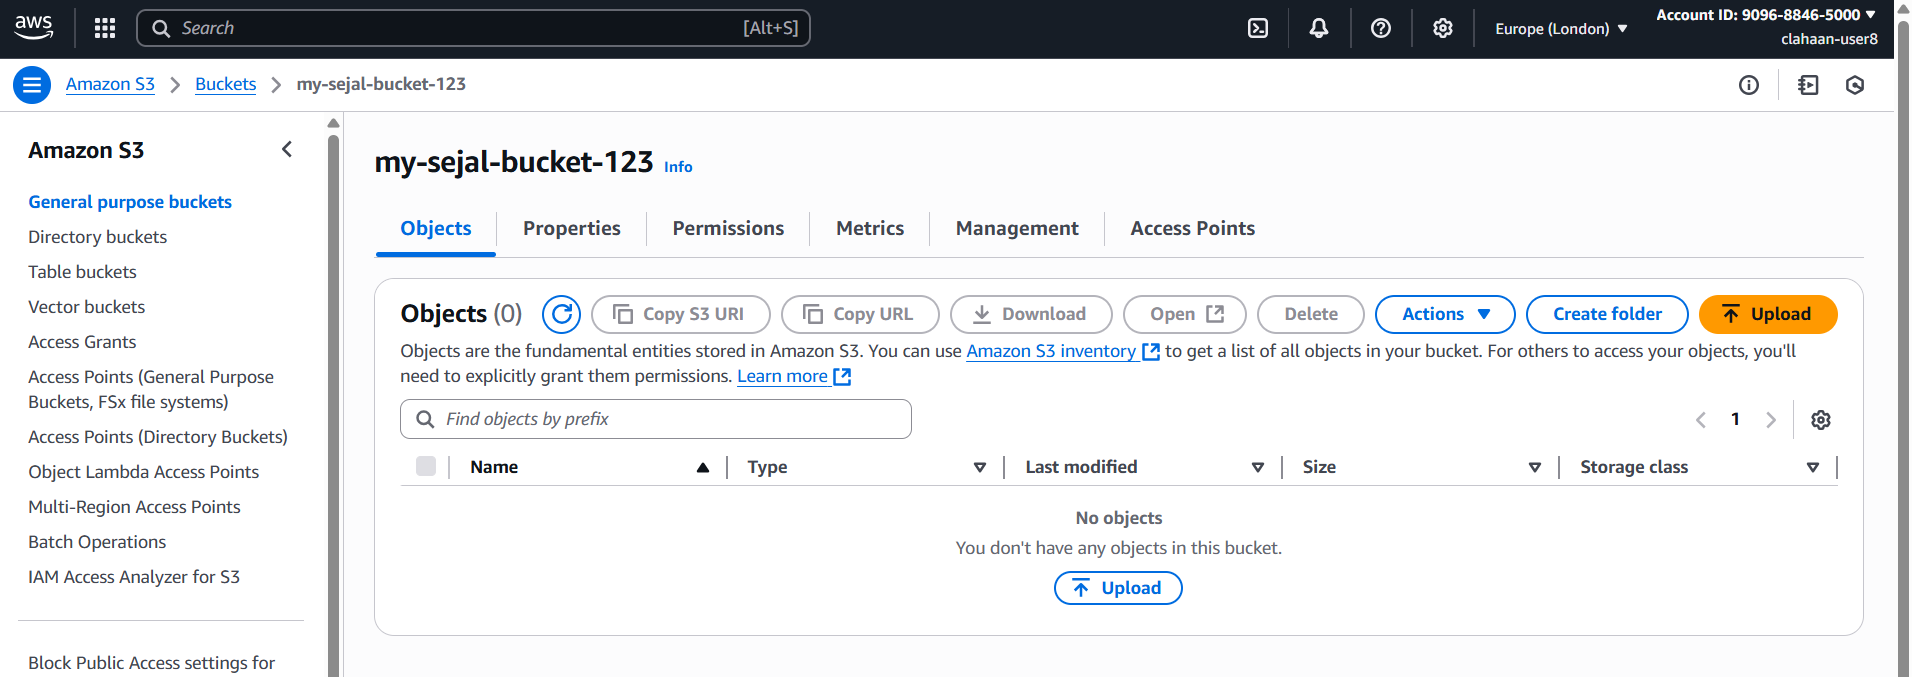 aws
Search [Alt+S]
Europe (London)
Account ID: 9096-8846-5000
clahaan-user8
Amazon S3 > Buckets > my-sejal-bucket-123
Amazon S3
General purpose buckets
Directory buckets
Table buckets
Vector buckets
Access Grants
Access Points (General Purpose
Buckets, FSx file systems)
Access Points (Directory Buckets)
Object Lambda Access Points
Multi-Region Access Points
Batch Operations
IAM Access Analyzer for S3
Block Public Access settings for
my-sejal-bucket-123 Info
Objects Properties Permissions Metrics Management Access Points
Objects (0) Copy S3 URI Copy URL Download Open Delete Actions Create folder Upload
Objects are the fundamental entities stored in Amazon S3. You can use Amazon S3 inventory to get a list of all objects in your bucket. For others to access your objects, you'll
need to explicitly grant them permissions. Learn more
Find objects by prefix
1
Name Type Last modified Size Storage class
No objects
You don't have any objects in this bucket.
Upload